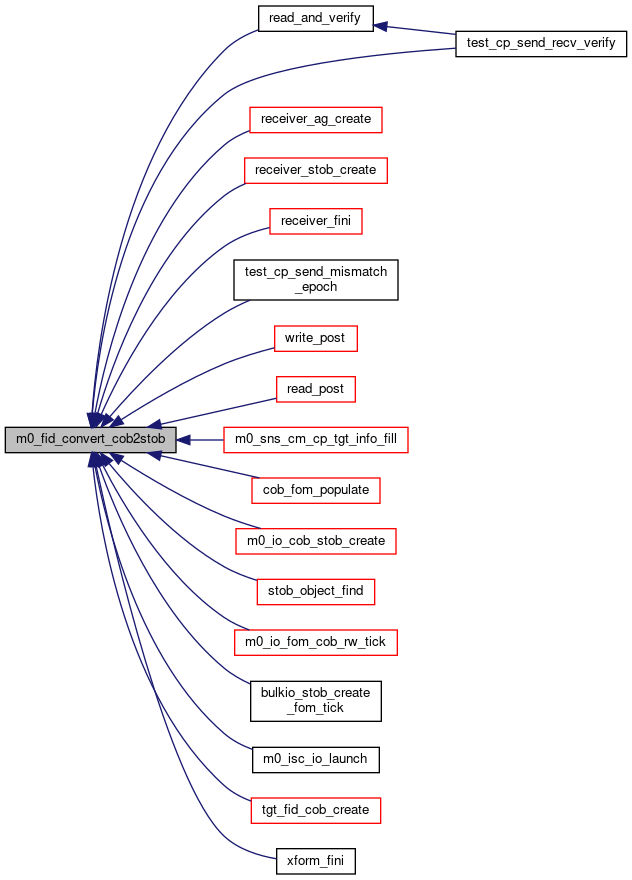 read_and_verify
test_cp_send_recv_verify
receiver_ag_create
receiver_stob_create
receiver_fini
test_cp_send_mismatch
_epoch
write_post
read_post
m0_fid_convert_cob2stob
m0_sns_cm_cp_tgt_info_fill
cob_fom_populate
m0_io_cob_stob_create
stob_object_find
m0_io_fom_cob_rw_tick
bulkio_stob_create
_fom_tick
m0_isc_io_launch
tgt_fid_cob_create
xform_fini